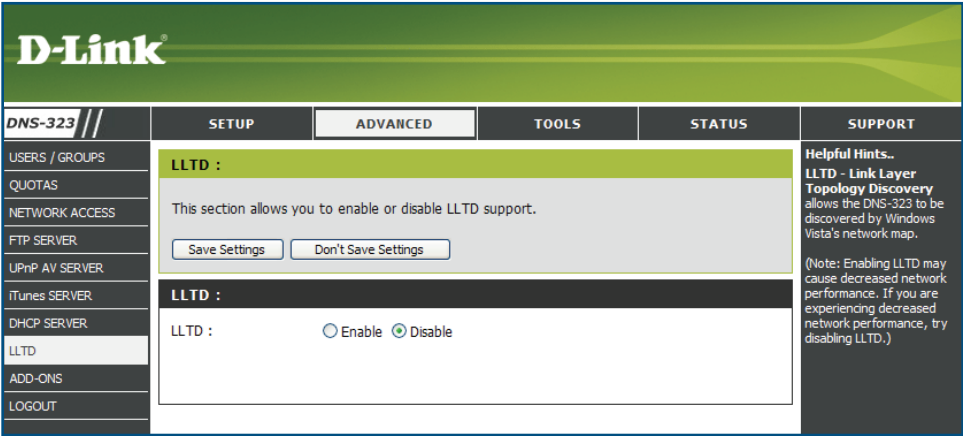 D-Link®
DNS-323
SETUP
ADVANCED
TOOLS
STATUS
SUPPORT
USERS / GROUPS
QUOTAS
NETWORK ACCESS
FTP SERVER
UPnP AV SERVER
iTunes SERVER
DHCP SERVER
LLTD
ADD-ONS
LOGOUT
LLTD :
This section allows you to enable or disable LLTD support.
Save Settings
Don't Save Settings
LLTD :
LLTD :
Enable
Disable
Helpful Hints..
LLTD - Link Layer
Topology Discovery
allows the DNS-323 to be
discovered by Windows
Vista's network map.
(Note: Enabling LLTD may
cause decreased network
performance. If you are
experiencing decreased
network performance, try
disabling LLTD.)